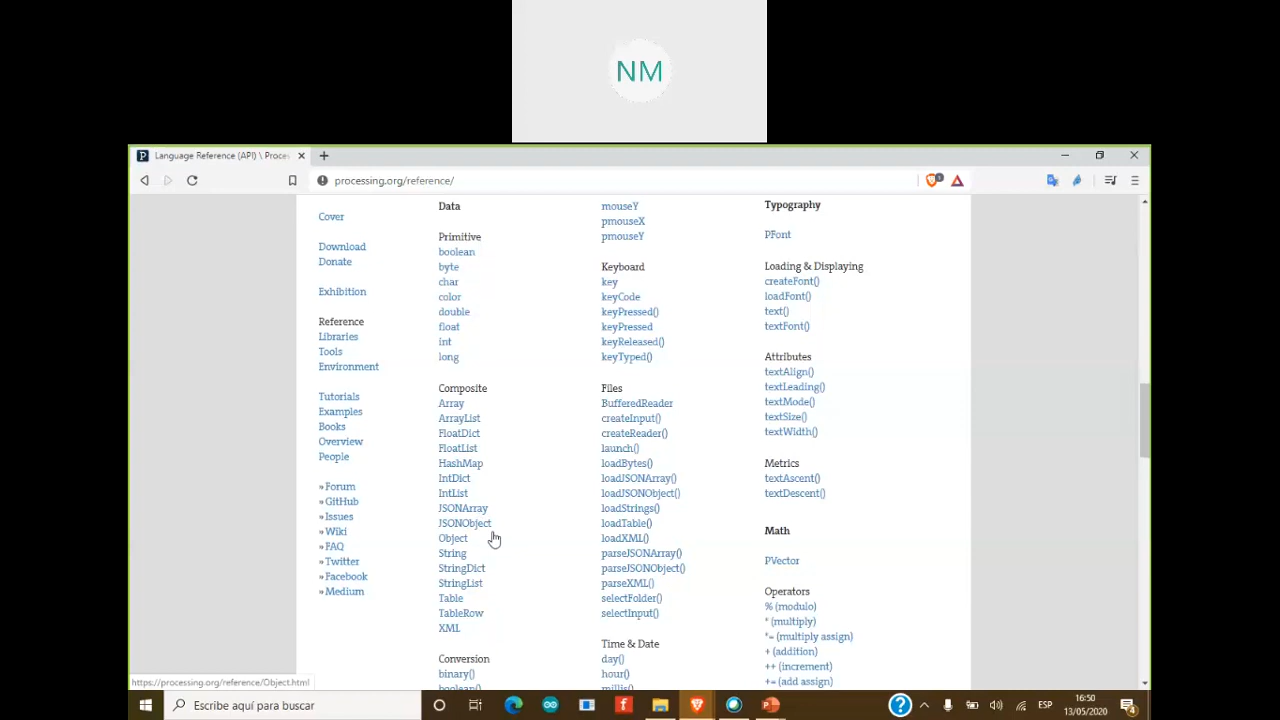 NM
Language Reference (API) \ Proce
processing.org/reference/
1
Cover
Download
Donate
Exhibition
Reference
Libraries
Tools
Environment
Tutorials
Examples
Books
Overview
People
» Forum
» GitHub
» Issues
» Wiki
» FAQ
» Twitter
» Facebook
» Medium
Data
Primitive
boolean
byte
char
color
double
float
int
long
Composite
Array
ArrayList
FloatDict
FloatList
HashMap
IntDict
IntList
JSONArray
JSONObject
Object
String
StringDict
StringList
Table
TableRow
XML
Conversion
binary()
boolean()
mouseY
pmouseX
pmouseY
Keyboard
key
keyCode
keyPressed()
keyPressed
keyReleased()
keyTyped()
Files
BufferedReader
createInput()
createReader()
launch()
loadBytes()
loadJSONArray()
loadJSONObject()
loadStrings()
loadTable()
loadXML()
parseJSONArray()
parseJSONObject()
parseXML()
selectFolder()
selectInput()
Time & Date
day()
hour()
millis()
Typography
PFont
Loading & Displaying
createFont()
loadFont()
text()
textFont()
Attributes
textAlign()
textLeading()
textMode()
textSize()
textWidth()
Metrics
textAscent()
textDescent()
Math
PVector
Operators
% (modulo)
* (multiply)
*= (multiply assign)
+ (addition)
++ (increment)
+= (add assign)
https://processing.org/reference/Object.html
Escribe aquí para buscar
ESP
16:50
13/05/2020
4